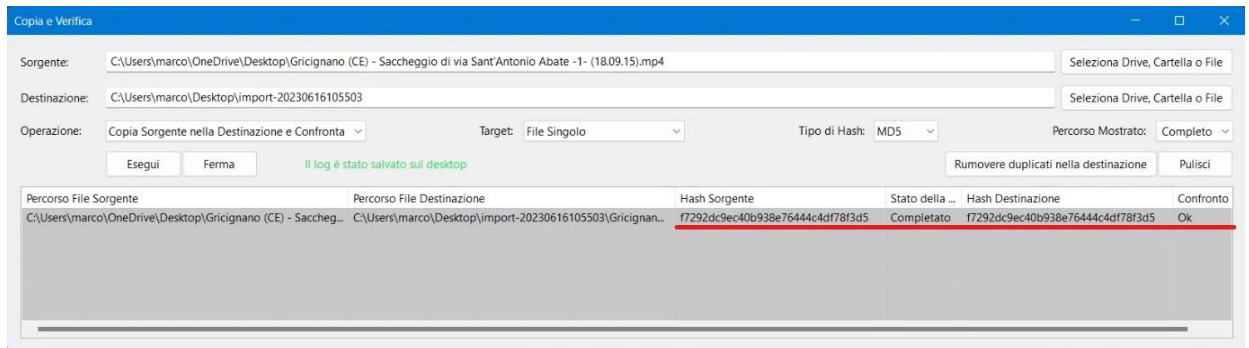 Copia e Verifica
Sorgente: C:\Users\marco\OneDrive\Desktop\Gricignano (CE) - Saccheggio di via Sant'Antonio Abate -1- (18.09.15).mp4 Seleziona Drive, Cartella o File
Destinazione: C:\Users\marco\Desktop\import-20230616105503 Seleziona Drive, Cartella o File
Operazione: Copia Sorgente nella Destinazione e Confronta Target: File Singolo Tipo di Hash: MD5 Percorso Mostrato: Completo
Esegui Ferma Il log è stato salvato sul desktop Rumovere duplicati nella destinazione Pulisci
Percorso File Sorgente Percorso File Destinazione Hash Sorgente Stato della ... Hash Destinazione Confronto
C:\Users\marco\OneDrive\Desktop\Gricignano (CE) - Saccheg... C:\Users\marco\Desktop\import-20230616105503\Gricignan... f7292dc9ec40b938e76444c4df78f3d5 Completato f7292dc9ec40b938e76444c4df78f3d5 Ok